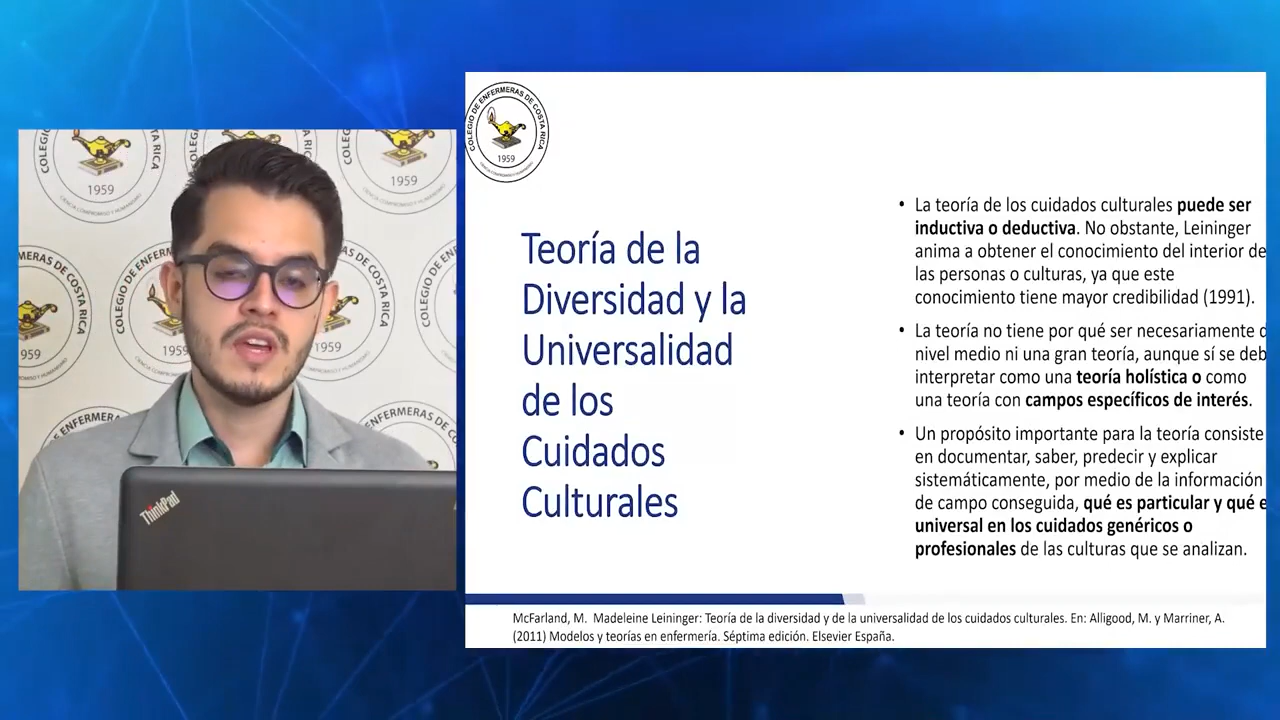 COLEGIO DE ENFERMERAS DE COSTA RICA
1959
CIENCIA COMPROMISO Y HUMANISMO
ThinkPad
Teoría de la
Diversidad y la
Universalidad
de los
Cuidados
Culturales
• La teoría de los cuidados culturales puede ser
inductiva o deductiva. No obstante, Leininger
anima a obtener el conocimiento del interior de
las personas o culturas, ya que este
conocimiento tiene mayor credibilidad (1991).
• La teoría no tiene por qué ser necesariamente d
nivel medio ni una gran teoría, aunque sí se deb
interpretar como una teoría holística o como
una teoría con campos específicos de interés.
• Un propósito importante para la teoría consiste
en documentar, saber, predecir y explicar
sistemáticamente, por medio de la información
de campo conseguida, qué es particular y qué e
universal en los cuidados genéricos o
profesionales de las culturas que se analizan.
McFarland, M. Madeleine Leininger: Teoría de la diversidad y de la universalidad de los cuidados culturales. En: Alligood, M. y Marriner, A.
(2011) Modelos y teorías en enfermería. Séptima edición. Elsevier España.